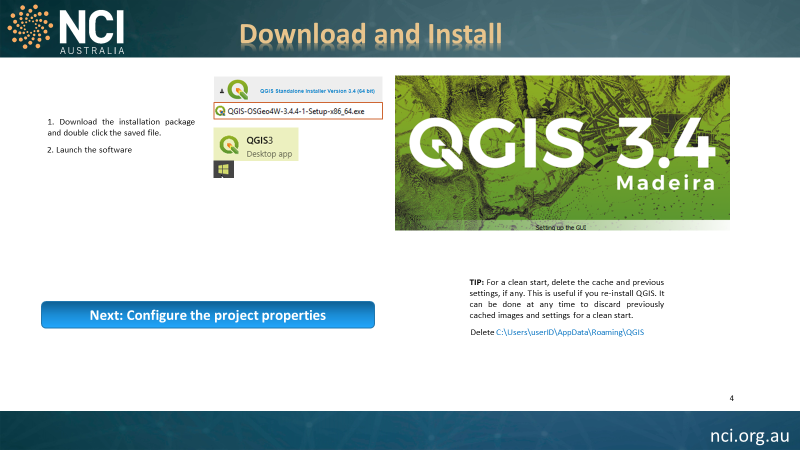 NCI
AUSTRALIA
Download and Install
1. Download the installation package
and double click the saved file.
2. Launch the software
QGIS Standalone Installer Version 3.4 (64 bit)
QGIS-OSGeo4W-3.4.4-1-Setup-x86_64.exe
QGIS3
Desktop app
QGIS 3.4
Madeira
Setting up the GUI
TIP: For a clean start, delete the cache and previous
settings, if any. This is useful if you re-install QGIS. It
can be done at any time to discard previously
cached images and settings for a clean start.
Delete C:\Users\userID\AppData\Roaming\QGIS
Next: Configure the project properties
4
nci.org.au